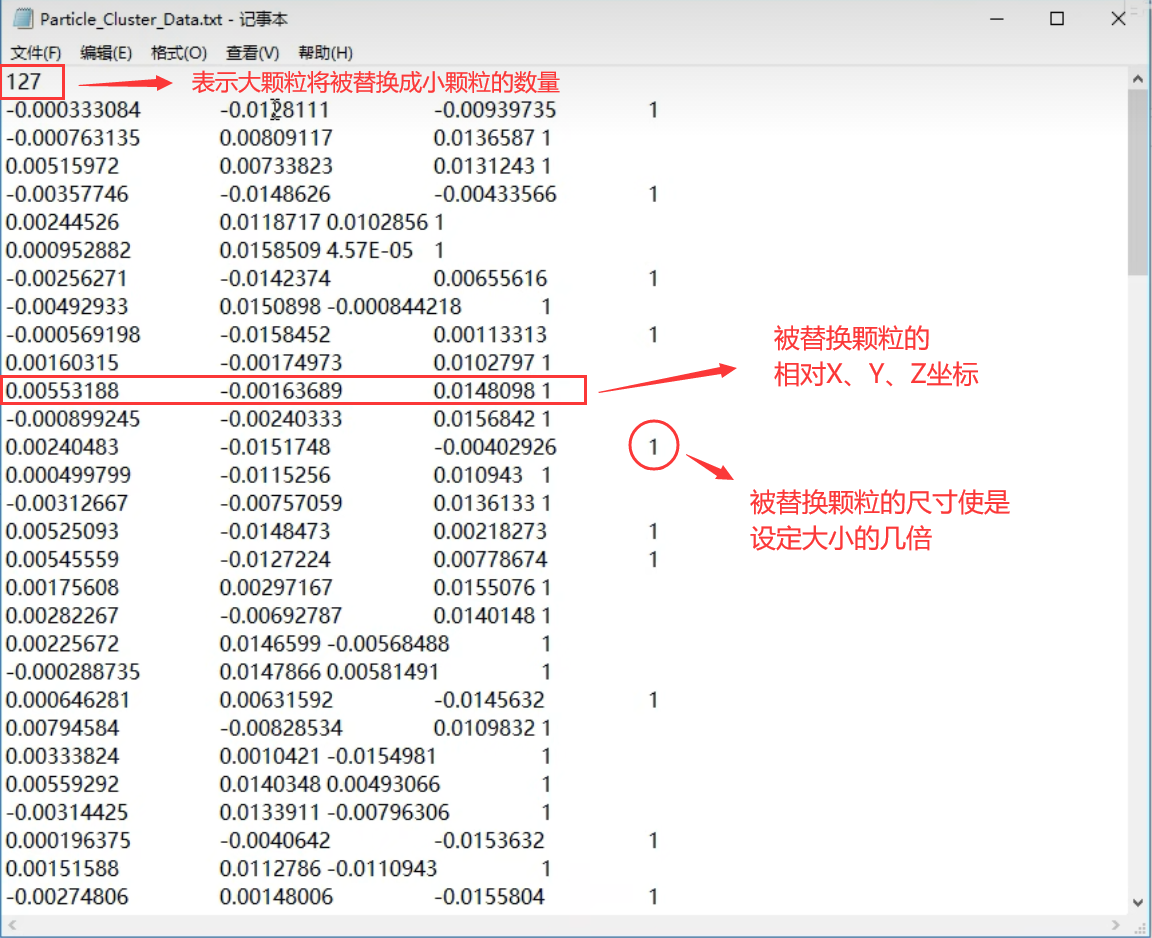 Particle_Cluster_Data.txt - 记事本
文件(F) 编辑(E) 格式(O) 查看(V) 帮助(H)
127 表示大颗粒将被替换成小颗粒的数量
-0.000333084 -0.0128111 -0.00939735 1
-0.000763135 0.00809117 0.0136587 1
0.00515972 0.00733823 0.0131243 1
-0.00357746 -0.0148626 -0.00433566 1
0.00244526 0.0118717 0.0102856 1
0.000952882 0.0158509 4.57E-05 1
-0.00256271 -0.0142374 0.00655616 1
-0.00492933 0.0150898 -0.000844218 1
-0.000569198 -0.0158452 0.00113313 1
0.00160315 -0.00174973 0.0102797 1
0.00553188 -0.00163689 0.0148098 1
被替换颗粒的
相对X、Y、Z坐标
-0.000899245 -0.00240333 0.0156842 1
0.00240483 -0.0151748 -0.00402926 1
0.000499799 -0.0115256 0.010943 1
-0.00312667 -0.00757059 0.0136133 1
被替换颗粒的尺寸使是
设定大小的几倍
0.00525093 -0.0148473 0.00218273 1
0.00545559 -0.0127224 0.00778674 1
0.00175608 0.00297167 0.0155076 1
0.00282267 -0.00692787 0.0140148 1
0.00225672 0.0146599 -0.00568488 1
-0.000288735 0.0147866 0.00581491 1
0.000646281 0.00631592 -0.0145632 1
0.00794584 -0.00828534 0.0109832 1
0.00333824 0.0010421 -0.0154981 1
0.00559292 0.0140348 0.00493066 1
-0.00314425 0.0133911 -0.00796306 1
0.000196375 -0.0040642 -0.0153632 1
0.00151588 0.0112786 -0.0110943 1
-0.00274806 0.00148006 -0.0155804 1